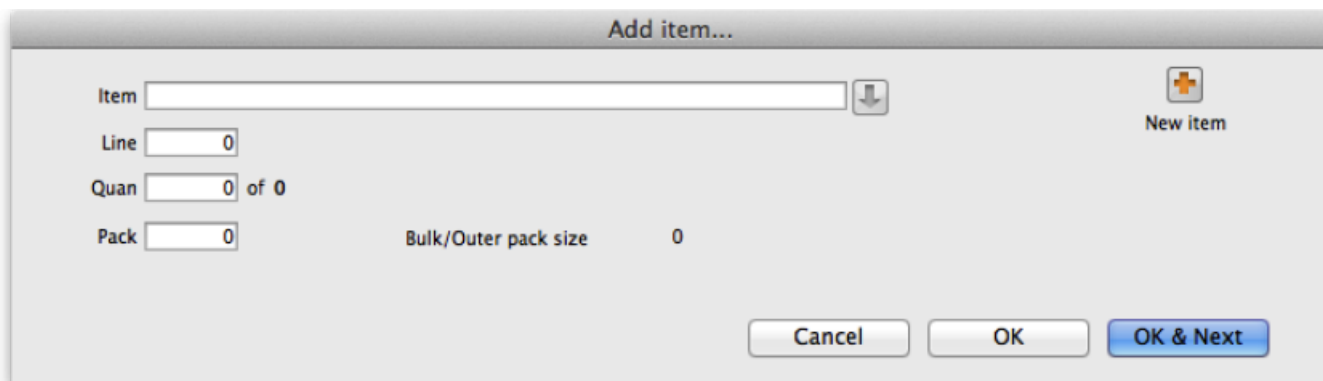 Add item...
Item
New item
Line 0
Quan 0 of 0
Pack 0 Bulk/Outer pack size 0
Cancel OK OK & Next